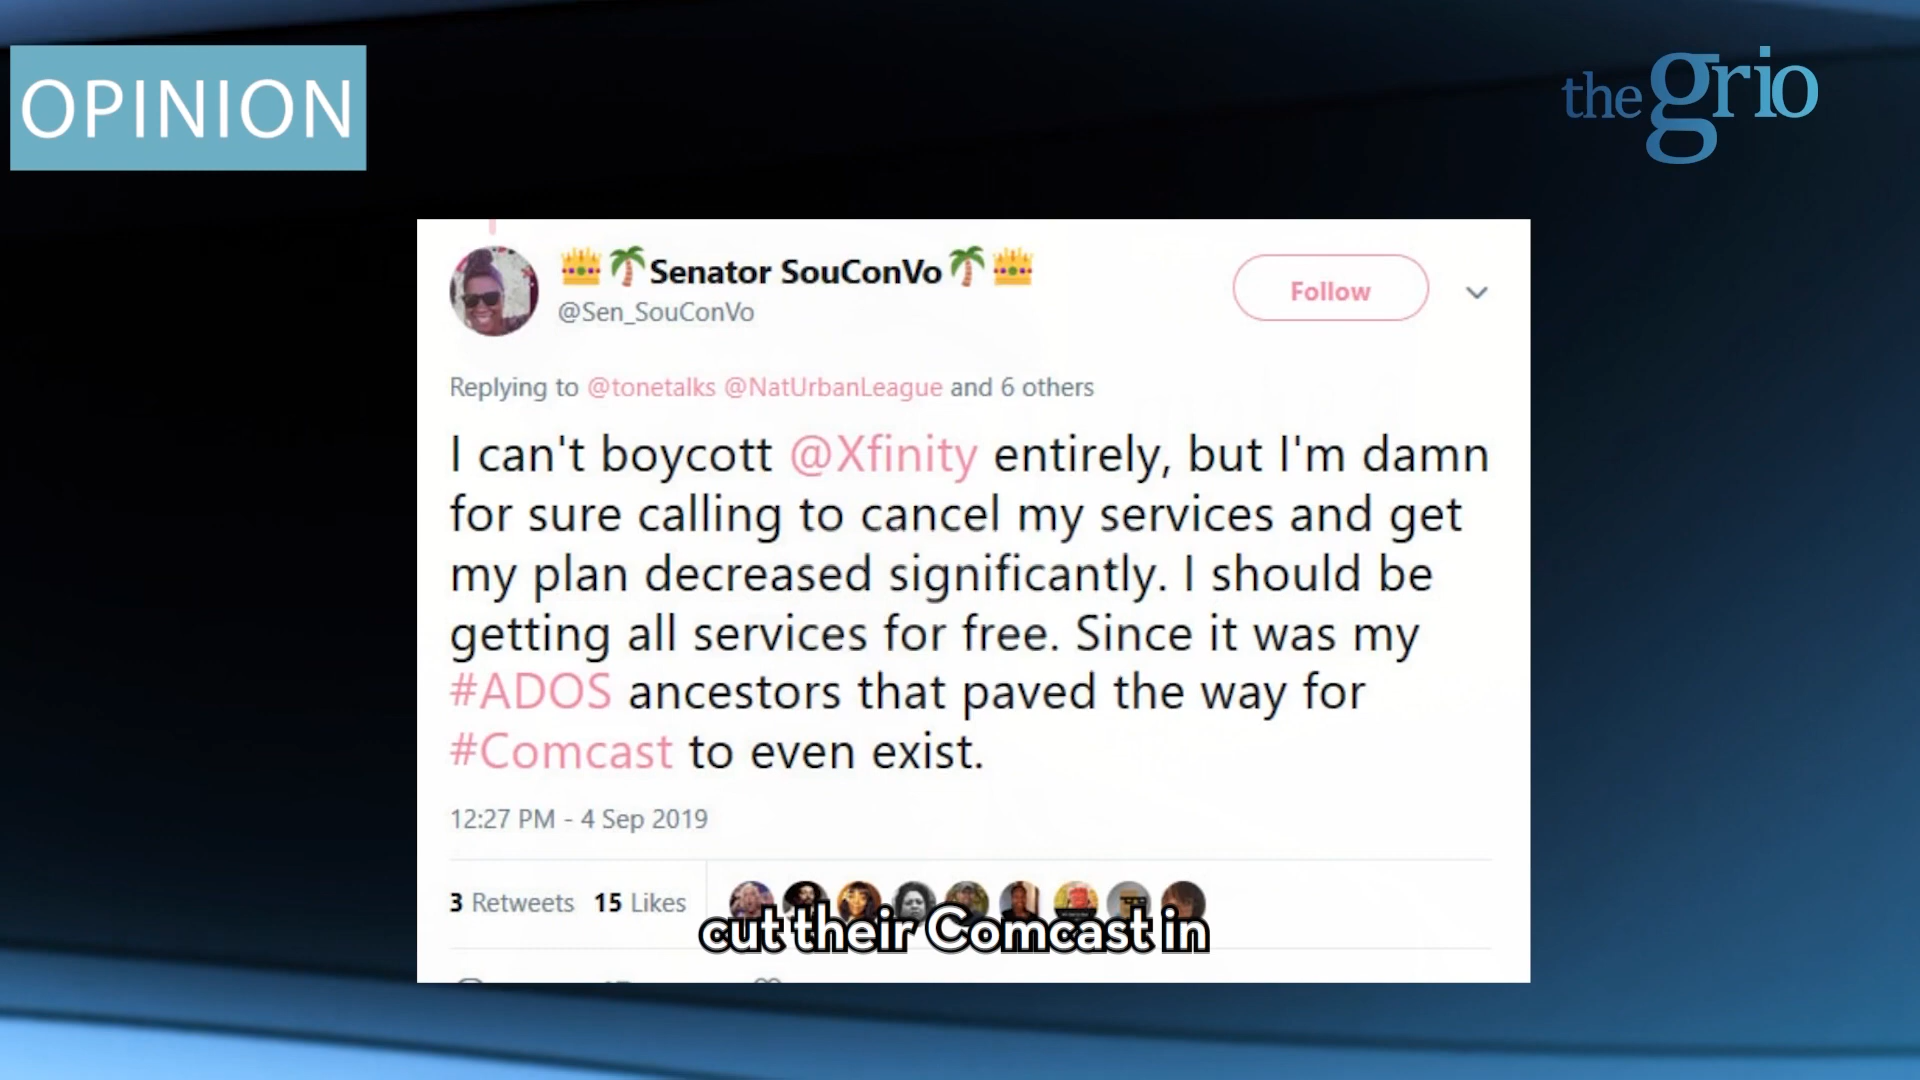 OPINION
thegrio
Senator SouConVo
@Sen_SouConVo
Follow
Replying to @tonetalks @NatUrbanLeague and 6 others
I can't boycott @Xfinity entirely, but I'm damn
for sure calling to cancel my services and get
my plan decreased significantly. I should be
getting all services for free. Since it was my
#ADOS ancestors that paved the way for
#Comcast to even exist.
12:27 PM - 4 Sep 2019
3 Retweets 15 Likes
cut their Comcast in